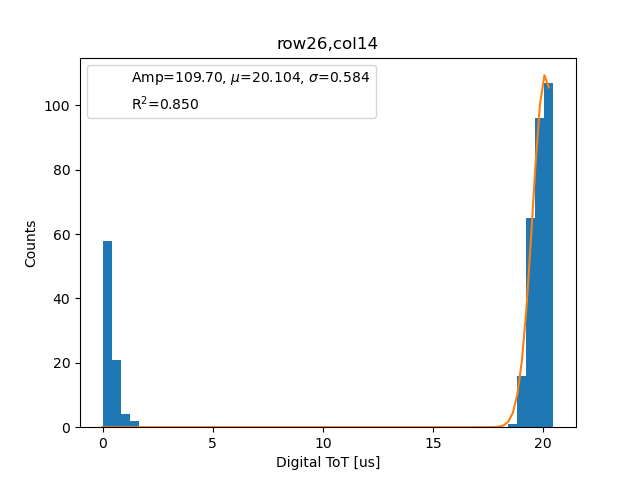 row26,col14
Amp=109.70, μ=20.104, σ=0.584
R²=0.850
100
80
60
40
20
0
Counts
0 5 10 15 20
Digital ToT [us]